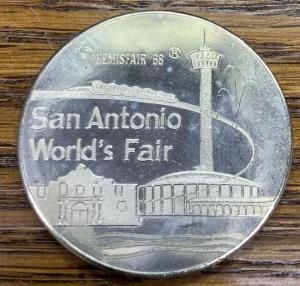 © HEMISFAIR '68 ®
San Antonio
World's Fair